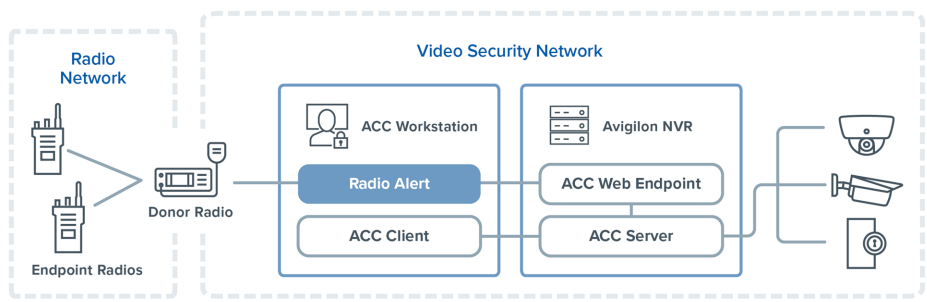 Video Security Network
Radio
Network
ACC Workstation
Avigilon NVR
Radio Alert
ACC Web Endpoint
Donor Radio
ACC Client
ACC Server
Endpoint Radios